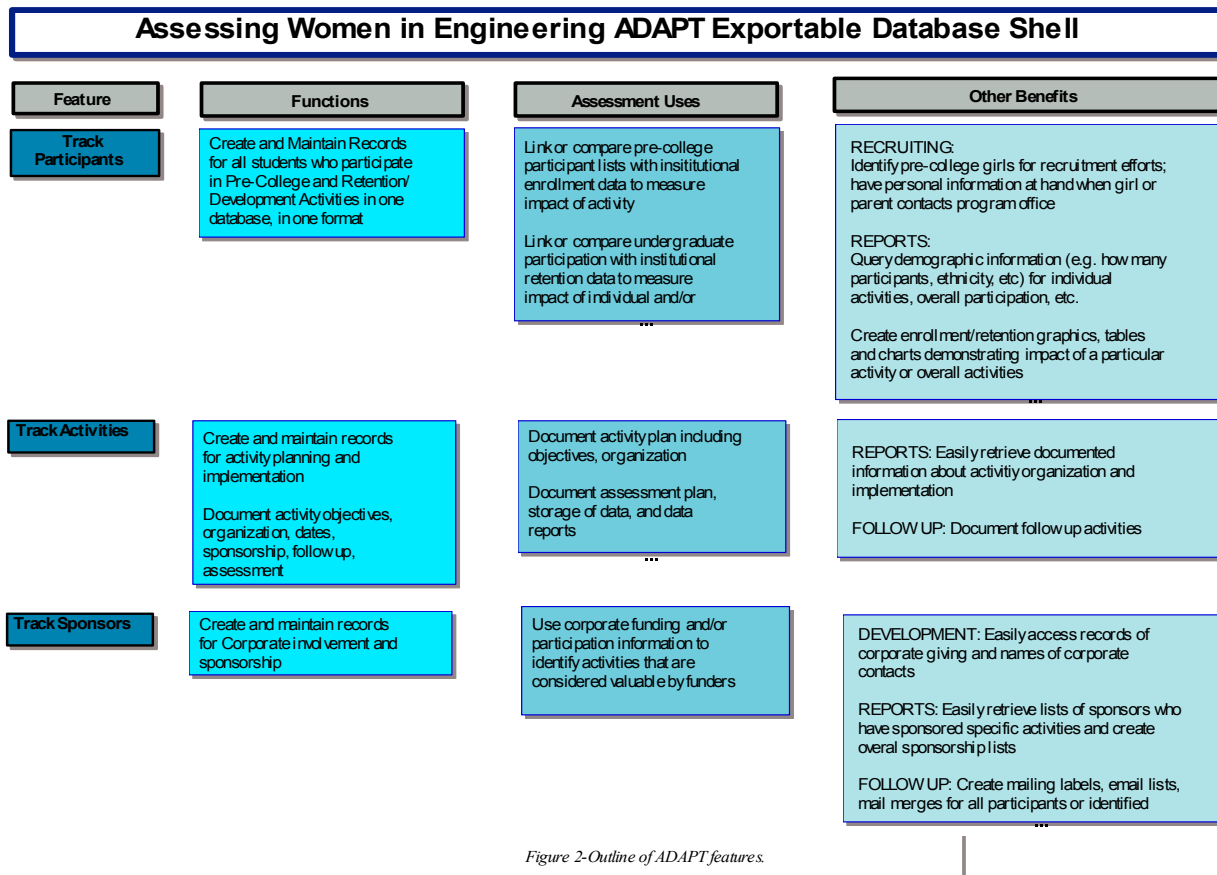 Assessing Women in Engineering ADAPT Exportable Database Shell
Feature
Functions
Assessment Uses
Other Benefits
Track
Participants
Create and Maintain Records
for all students who participate
in Pre-College and Retention/
Development Activities in one
database, in one format
Link or compare pre-college
participant lists with insititutional
enrollment data to measure
impact of activity
Link or compare undergraduate
participation with institutional
retention data to measure
impact of individual and/or
...
RECRUITING:
Identify pre-college girls for recruitment efforts;
have personal information at hand when girl or
parent contacts program office
REPORTS:
Query demographic information (e.g. how many
participants, ethnicity, etc) for individual
activities, overall participation, etc.
Create enrollment/retention graphics, tables
and charts demonstrating impact of a particular
activity or overall activities
...
Track Activities
Create and maintain records
for activity planning and
implementation
Document activity objectives,
organization, dates,
sponsorship, follow up,
assessment
Document activity plan including
objectives, organization
Document assessment plan,
storage of data, and data
reports
...
REPORTS: Easily retrieve documented
information about activitiy organization and
implementation
FOLLOW UP: Document follow up activities
Track Sponsors
Create and maintain records
for Corporate involvement and
sponsorship
Use corporate funding and/or
participation information to
identify activities that are
considered valuable by funders
DEVELOPMENT: Easily access records of
corporate giving and names of corporate
contacts
REPORTS: Easily retrieve lists of sponsors who
have sponsored specific activities and create
overal sponsorship lists
FOLLOW UP: Create mailing labels, email lists,
mail merges for all participants or identified
...
Figure 2-Outline of ADAPT features.